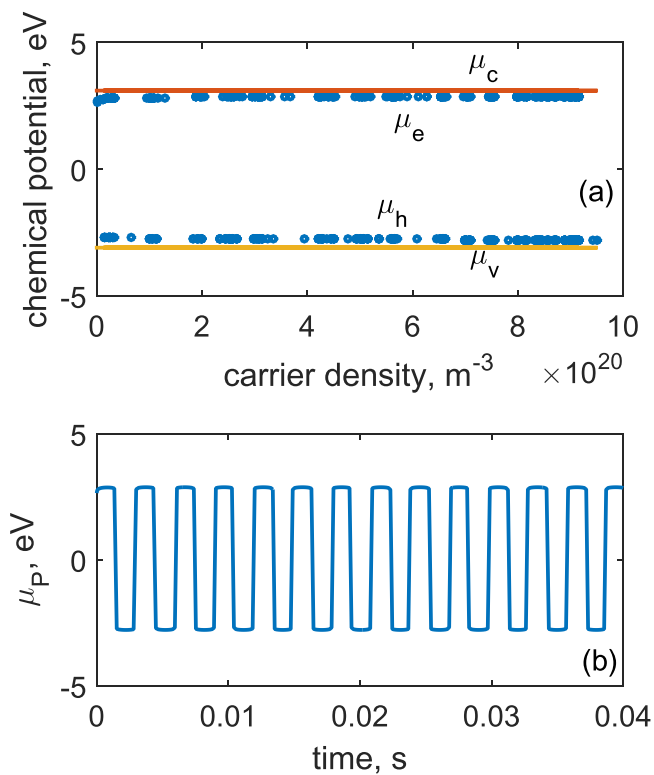 5
μc
μe
0
(a)
μh
μv
-5
chemical potential, eV
0 2 4 6 8 10
carrier density, m-3 ×10^20
5
0
(b)
-5
μP, eV
0 0.01 0.02 0.03 0.04
time, s